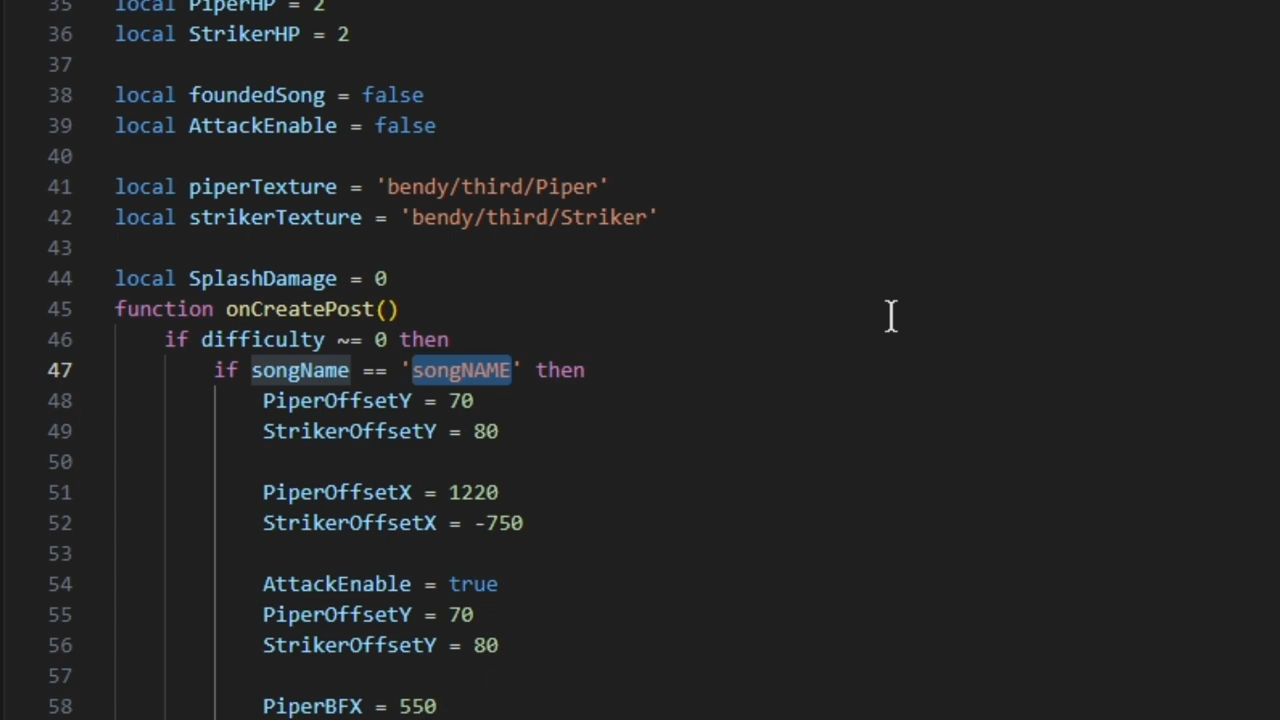 35 local PiperHP = 2
36 local StrikerHP = 2
37
38 local foundedSong = false
39 local AttackEnable = false
40
41 local piperTexture = 'bendy/third/Piper'
42 local strikerTexture = 'bendy/third/Striker'
43
44 local SplashDamage = 0
45 function onCreatePost()
46 if difficulty ~= 0 then
47 if songName == 'songNAME' then
48 PiperOffsetY = 70
49 StrikerOffsetY = 80
50
51 PiperOffsetX = 1220
52 StrikerOffsetX = -750
53
54 AttackEnable = true
55 PiperOffsetY = 70
56 StrikerOffsetY = 80
57
58 PiperBFX = 550